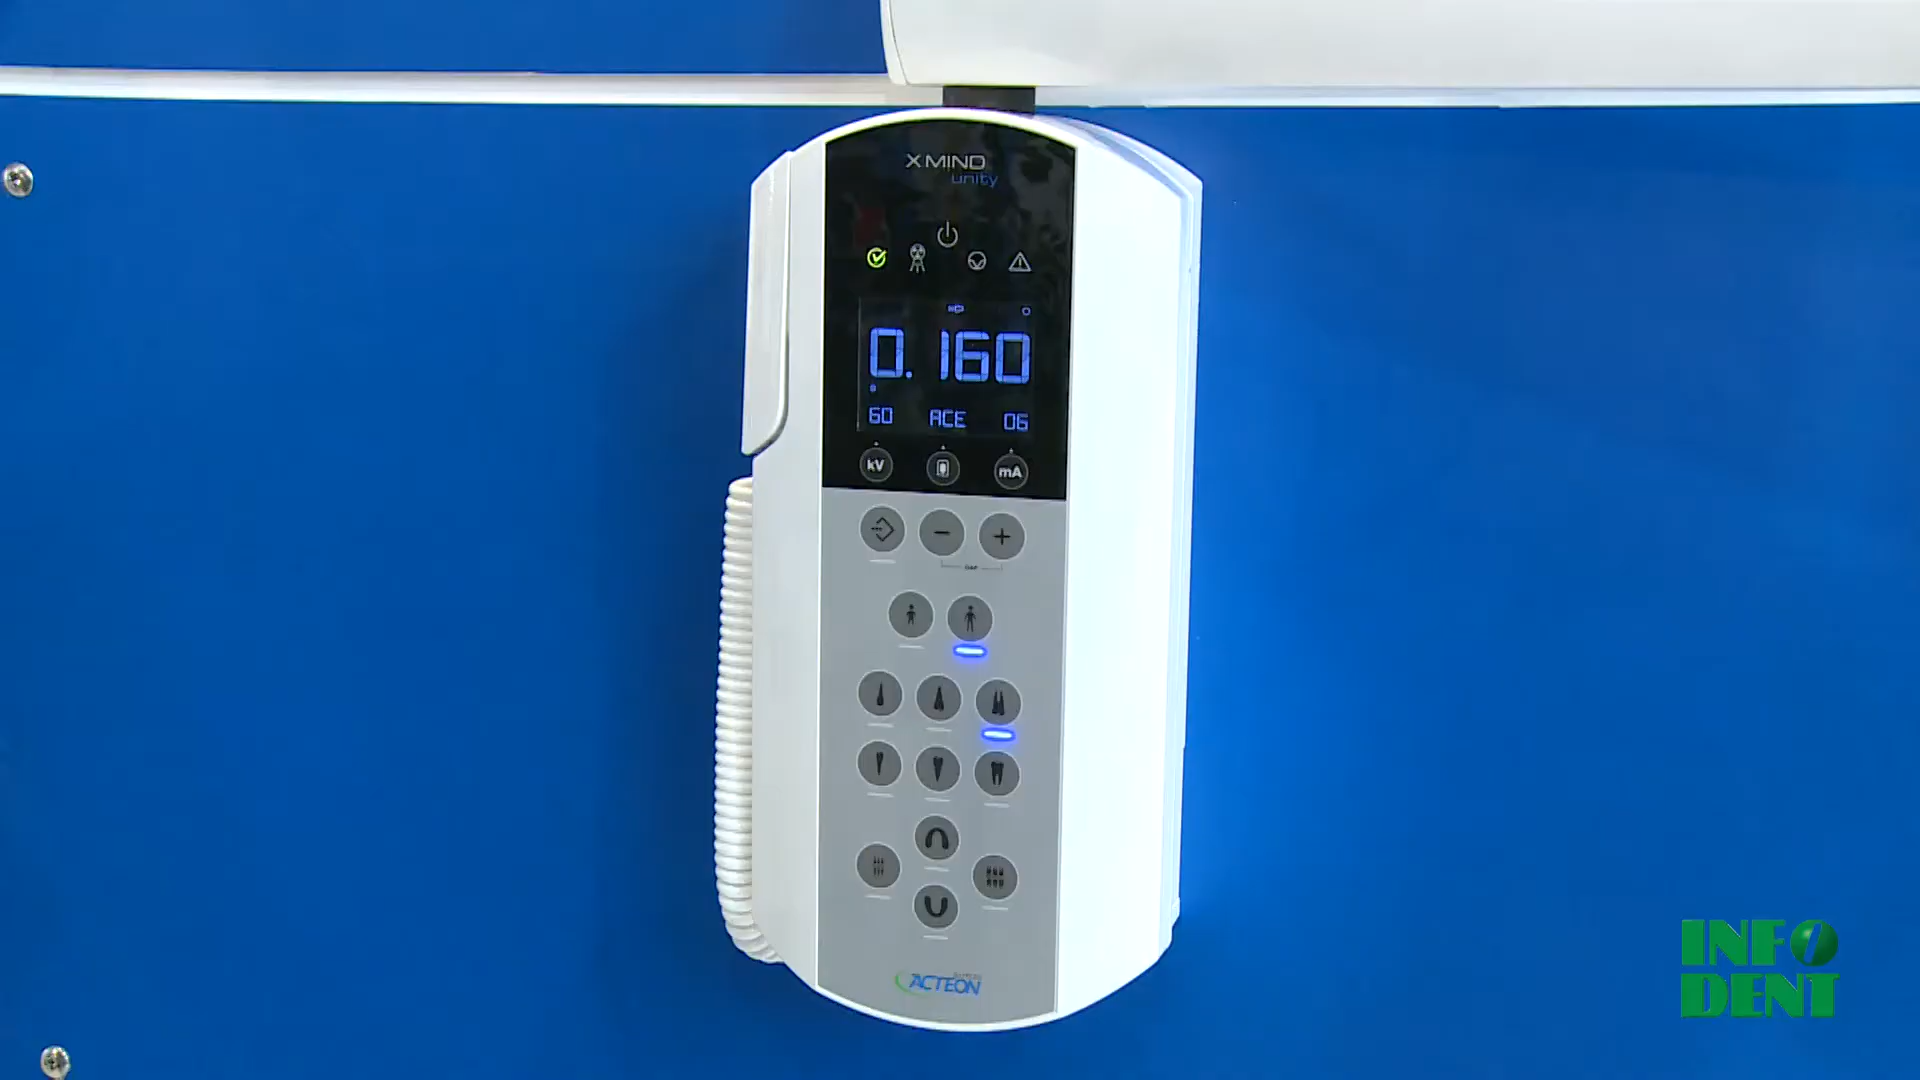 X MIND
unity
0.160
60 ACE 06
kV mA
ACTEON
INFO
DENT